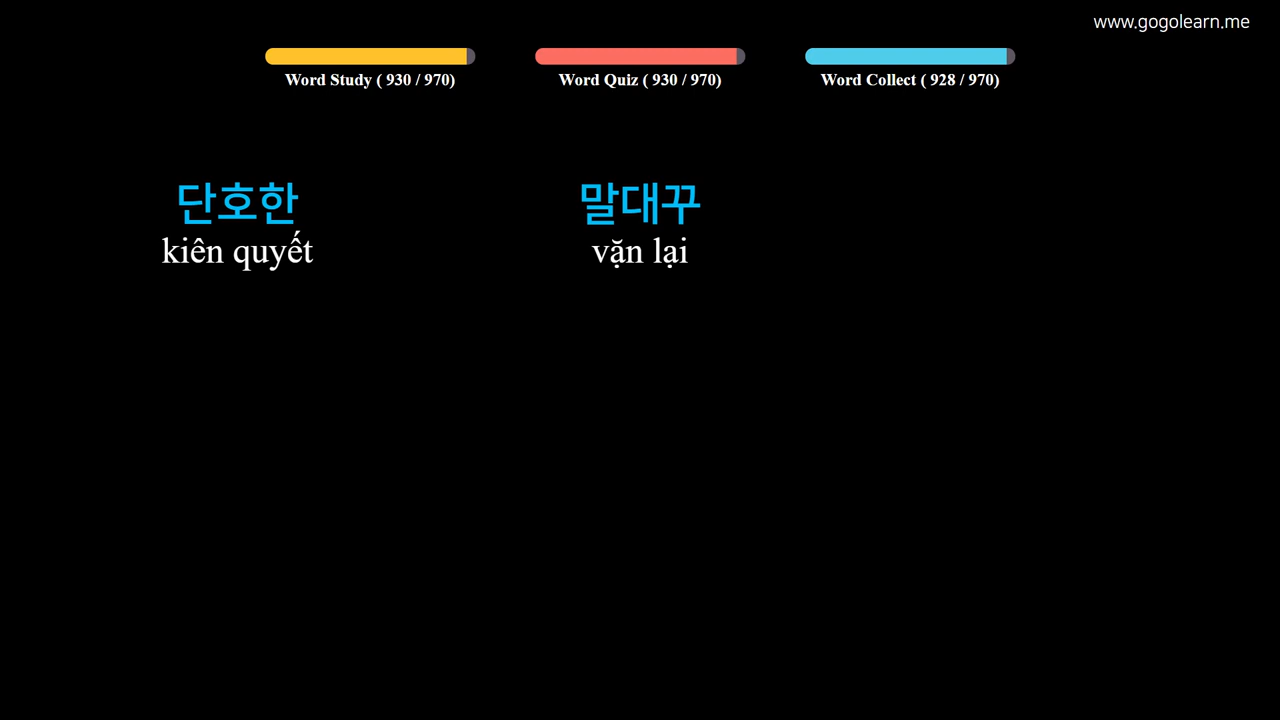 www.gogolearn.me
Word Study ( 930 / 970)
Word Quiz ( 930 / 970)
Word Collect ( 928 / 970)
단호한
kiên quyết
말대꾸
vặn lại